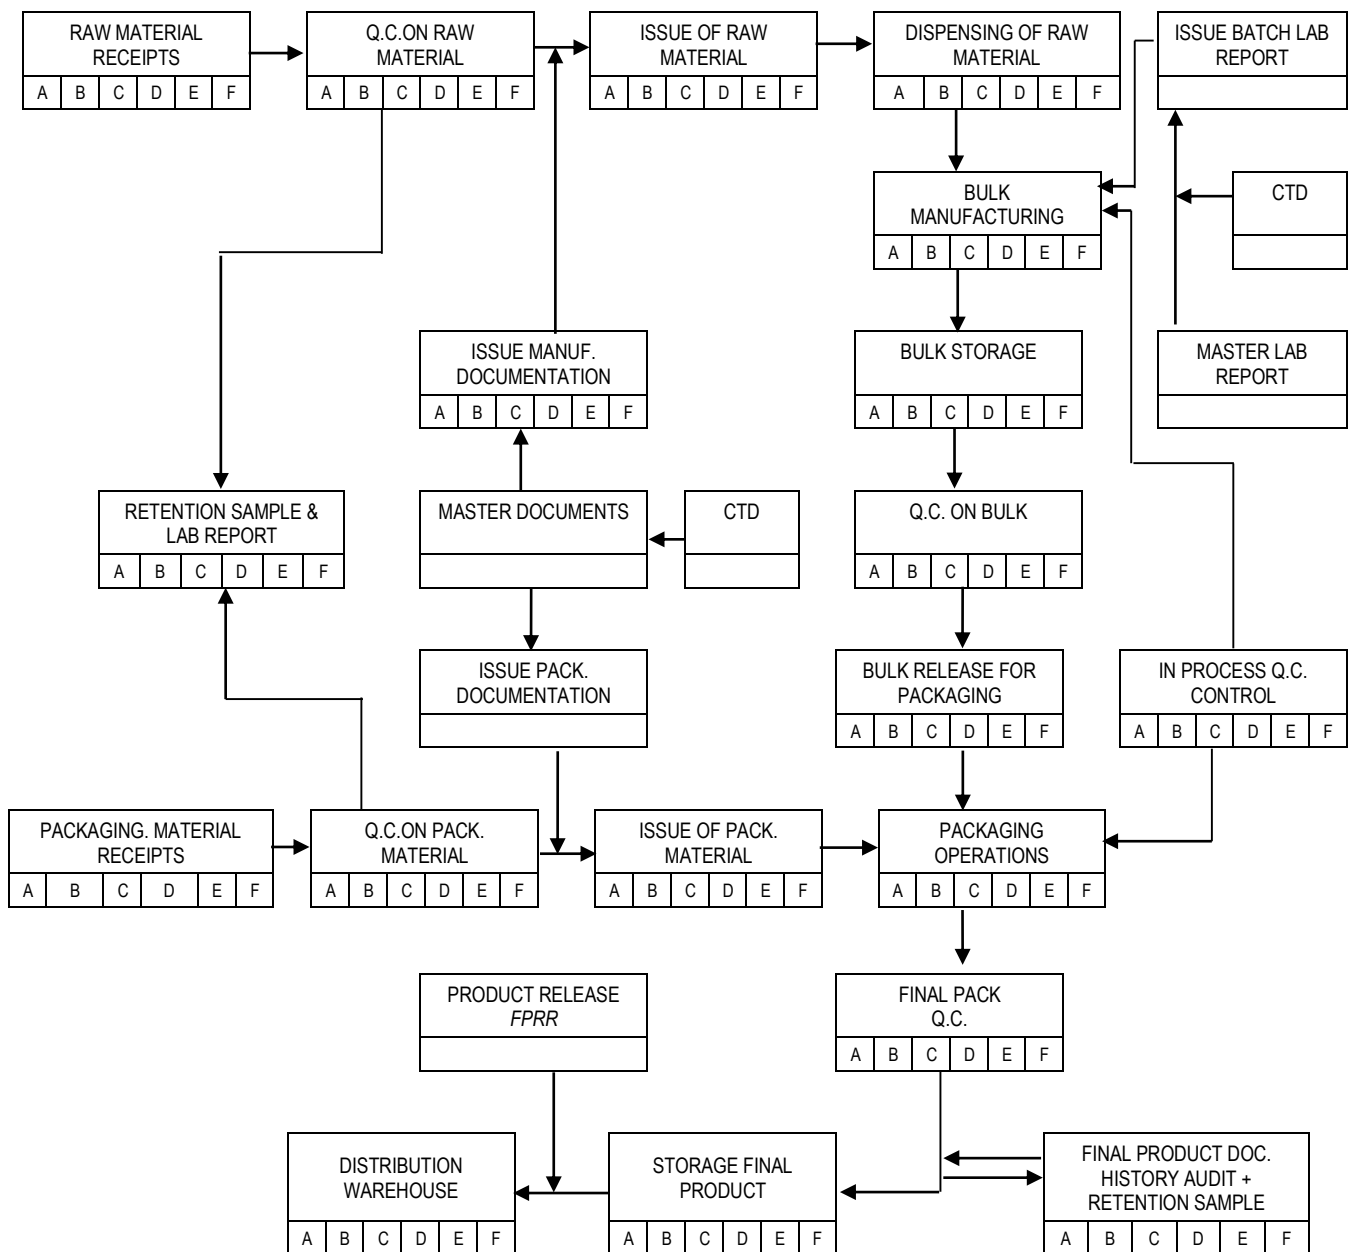 RAW MATERIAL
RECEIPTS
A B C D E F
Q.C.ON RAW
MATERIAL
A B C D E F
ISSUE OF RAW
MATERIAL
A B C D E F
DISPENSING OF RAW
MATERIAL
A B C D E F
ISSUE BATCH LAB
REPORT
BULK
MANUFACTURING
A B C D E F
CTD
ISSUE MANUF.
DOCUMENTATION
A B C D E F
BULK STORAGE
A B C D E F
MASTER LAB
REPORT
RETENTION SAMPLE &
LAB REPORT
A B C D E F
MASTER DOCUMENTS
CTD
Q.C. ON BULK
A B C D E F
ISSUE PACK.
DOCUMENTATION
BULK RELEASE FOR
PACKAGING
A B C D E F
IN PROCESS Q.C.
CONTROL
A B C D E F
PACKAGING. MATERIAL
RECEIPTS
A B C D E F
Q.C.ON PACK.
MATERIAL
A B C D E F
ISSUE OF PACK.
MATERIAL
A B C D E F
PACKAGING
OPERATIONS
A B C D E F
PRODUCT RELEASE
FPRR
FINAL PACK
Q.C.
A B C D E F
DISTRIBUTION
WAREHOUSE
A B C D E F
STORAGE FINAL
PRODUCT
A B C D E F
FINAL PRODUCT DOC.
HISTORY AUDIT +
RETENTION SAMPLE
A B C D E F